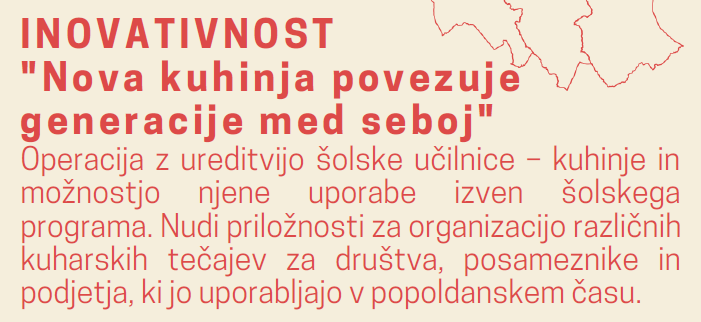 INOVATIVNOST
"Nova kuhinja povezuje
generacije med seboj"
Operacija z ureditvijo šolske učilnice – kuhinje in
možnostjo njene uporabe izven šolskega
programa. Nudi priložnosti za organizacijo različnih
kuharskih tečajev za društva, posameznike in
podjetja, ki jo uporabljajo v popoldanskem času.